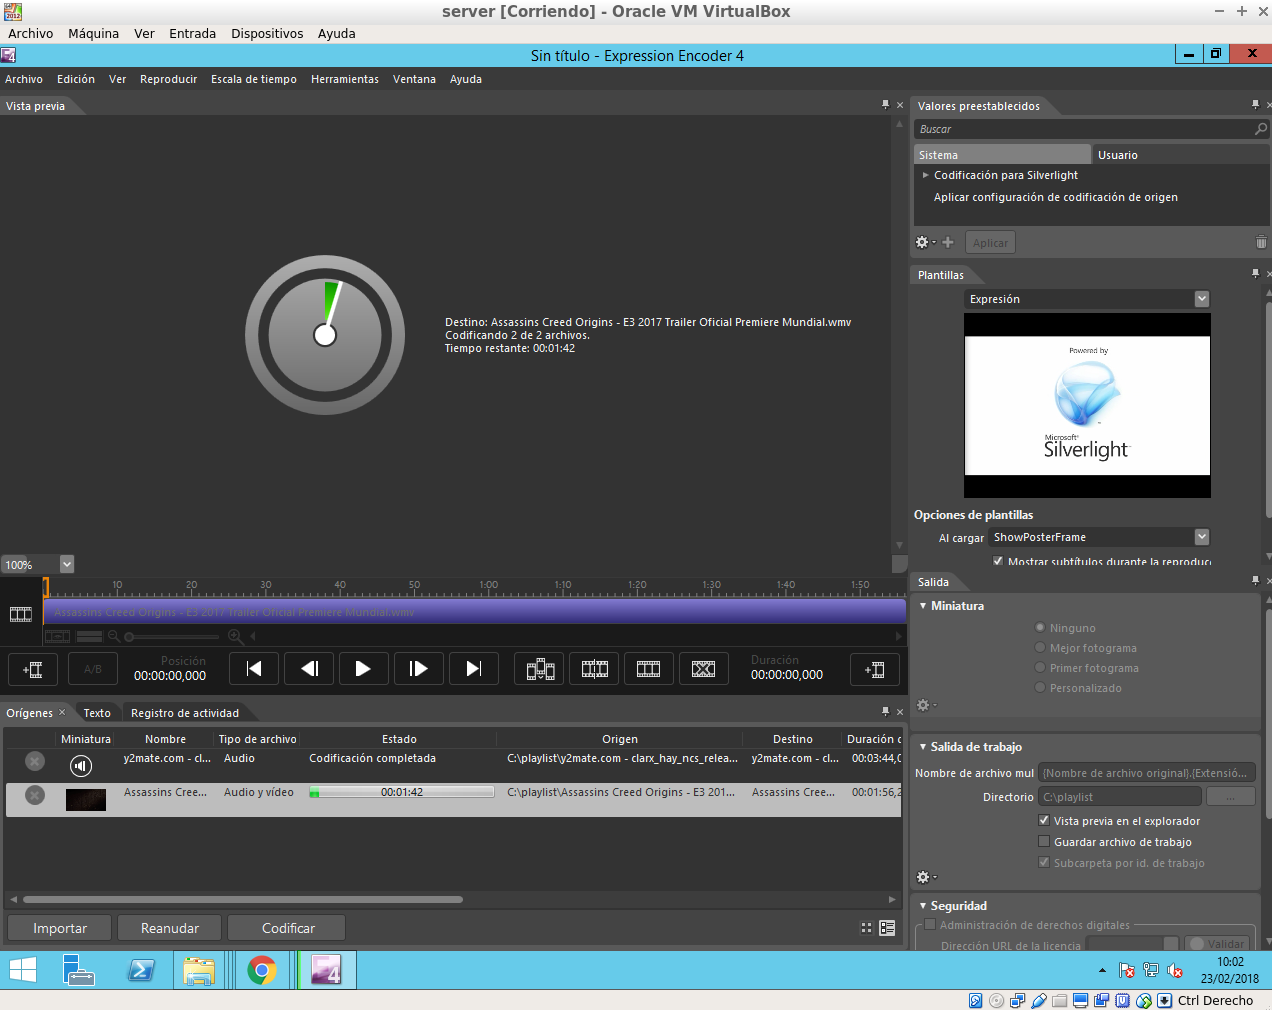 server [Corriendo] - Oracle VM VirtualBox
Archivo Máquina Ver Entrada Dispositivos Ayuda
Sin título - Expression Encoder 4
Archivo Edición Ver Reproducir Escala de tiempo Herramientas Ventana Ayuda
Vista previa
Destino: Assassins Creed Origins - E3 2017 Trailer Oficial Premiere Mundial.wmv
Codificando 2 de 2 archivos.
Tiempo restante: 00:01:42
100%
10 20 30 40 50 1:00 1:10 1:20 1:30 1:40 1:50
Assassins Creed Origins - E3 2017 Trailer Oficial Premiere Mundial.wmv
A/B
Posición
00:00:00,000
Duración
00:00:00,000
Orígenes Texto Registro de actividad
Miniatura Nombre Tipo de archivo Estado Origen Destino Duración
y2mate.com - cl... Audio Codificación completada C:\playlist\y2mate.com - clarx_hay_ncs_relea... y2mate.com - cl... 00:03:44,0
Assassins Cree... Audio y vídeo 00:01:42 C:\playlist\Assassins Creed Origins - E3 201... Assassins Cree... 00:01:56,2
Importar Reanudar Codificar
Valores preestablecidos
Buscar
Sistema Usuario
Codificación para Silverlight
Aplicar configuración de codificación de origen
Aplicar
Plantillas
Expresión
Powered by
Microsoft®
Silverlight™
Opciones de plantillas
Al cargar ShowPosterFrame
Mostrar subtítulos durante la reproducc
Salida
Miniatura
Ninguno
Mejor fotograma
Primer fotograma
Personalizado
Salida de trabajo
Nombre de archivo mul {Nombre de archivo original}.{Extensió...
Directorio C:\playlist ...
Vista previa en el explorador
Guardar archivo de trabajo
Subcarpeta por id. de trabajo
Seguridad
Administración de derechos digitales
Dirección URL de la licencia Validar
10:02
23/02/2018
Ctrl Derecho